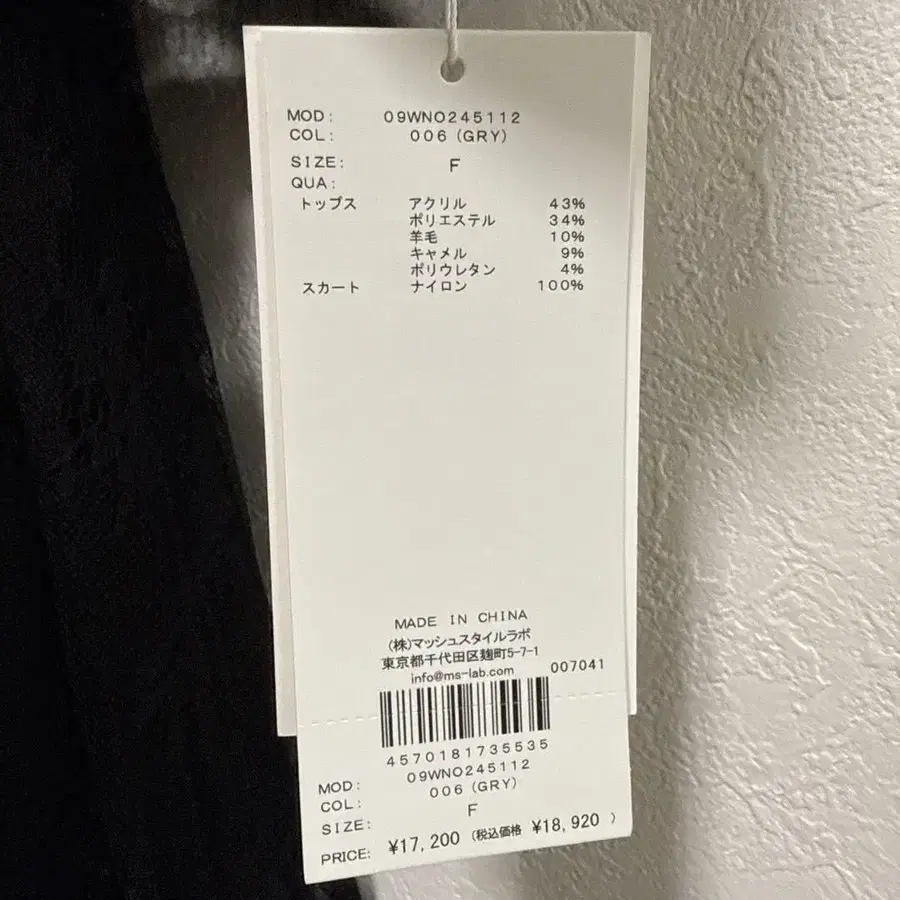 MOD: 09WNO245112
COL: 006 (GRY)
SIZE: F
QUA:
トップス アクリル 43%
ポリエステル 34%
羊毛 10%
キャメル 9%
ポリウレタン 4%
スカート ナイロン 100%
MADE IN CHINA
(株)マッシュスタイルラボ
東京都千代田区麹町5-7-1
info@ms-lab.com 007041
4570181735535
MOD: 09WNO245112
COL: 006 (GRY)
SIZE: F
PRICE: ¥17,200 (税込価格 ¥18,920 )